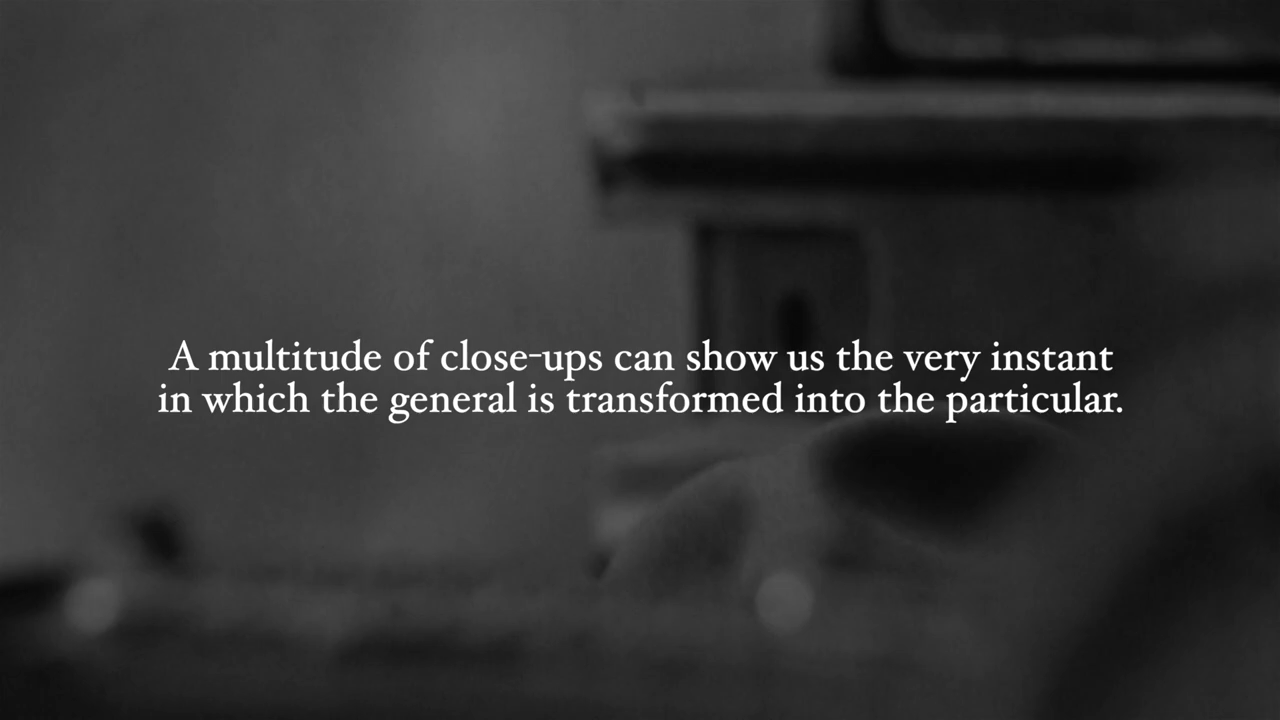 A multitude of close-ups can show us the very instant
in which the general is transformed into the particular.